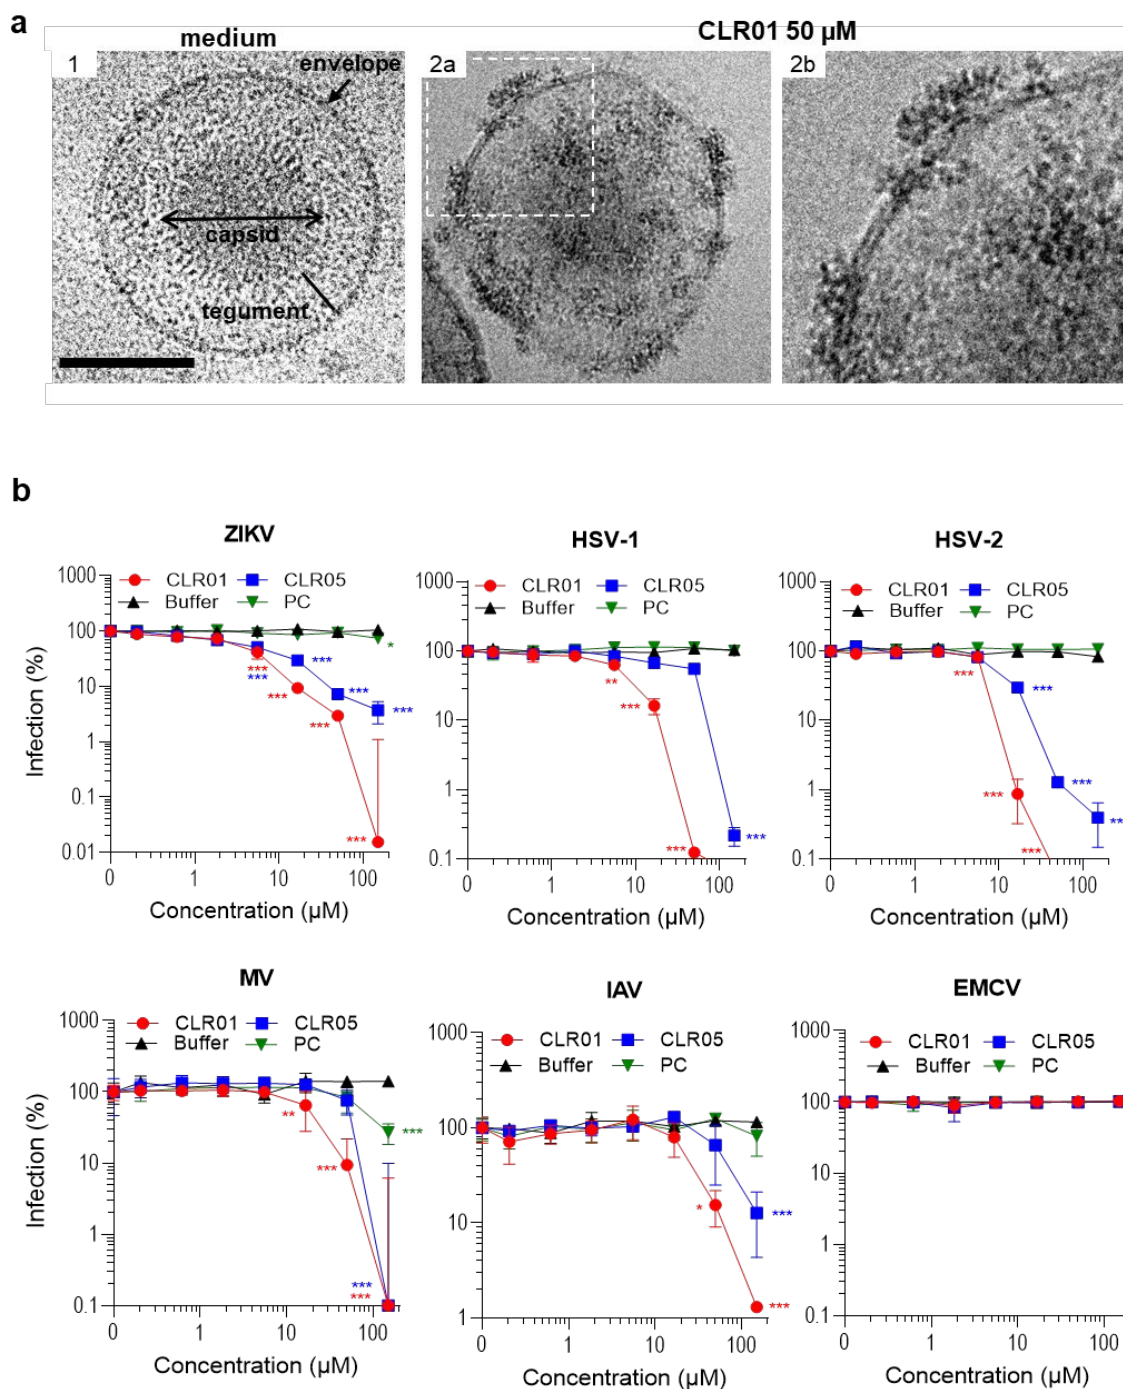 a
medium
CLR01 50 µM
1
envelope
capsid
tegument
2a
2b
b
ZIKV
CLR01
CLR05
Buffer
PC
1000
100
10
1
0.1
0.01
Infection (%)
*
***
***
***
***
***
***
***
***
0
1
10
100
Concentration (µM)
HSV-1
CLR01
CLR05
Buffer
PC
1000
100
10
1
0.1
**
***
***
***
0
1
10
100
Concentration (µM)
HSV-2
CLR01
CLR05
Buffer
PC
1000
100
10
1
0.1
***
***
***
***
***
**
0
1
10
100
Concentration (µM)
MV
CLR01
CLR05
Buffer
PC
1000
100
10
1
0.1
Infection (%)
**
***
***
***
***
0
1
10
100
Concentration (µM)
IAV
CLR01
CLR05
Buffer
PC
1000
100
10
1
*
***
***
0
1
10
100
Concentration (µM)
EMCV
CLR01
CLR05
Buffer
PC
1000
100
10
1
0.1
0
1
10
100
Concentration (µM)